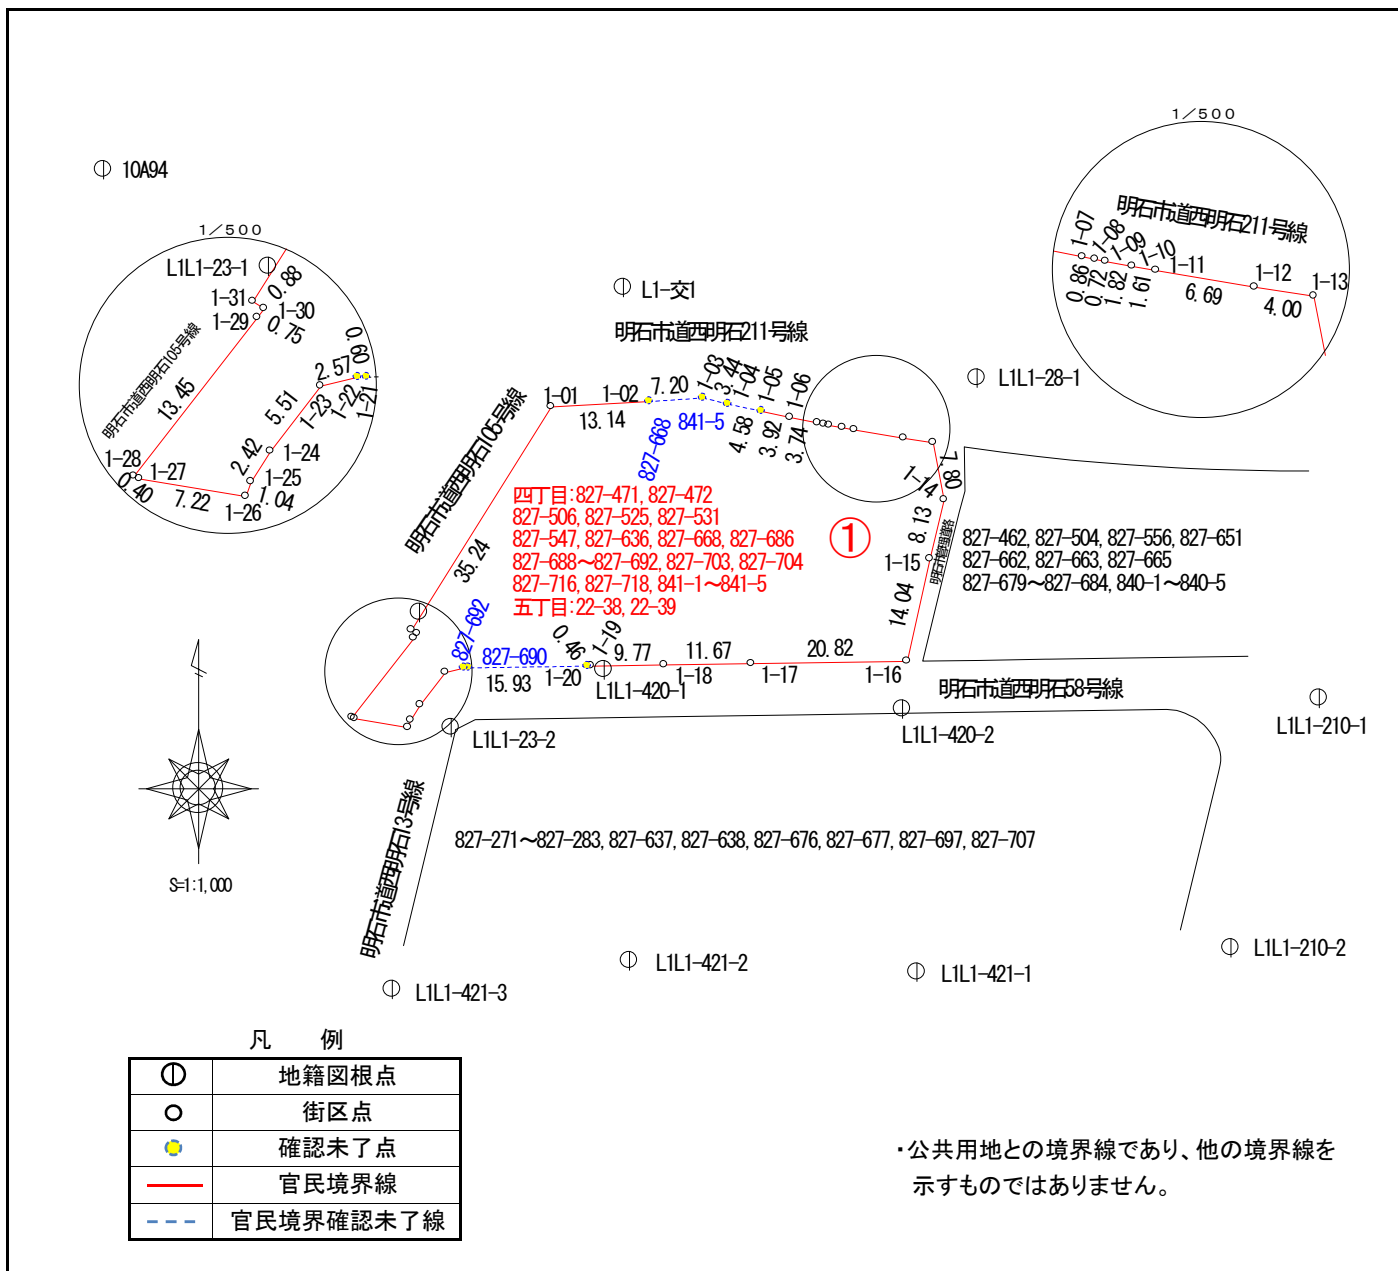 1/500
10A94
明石市道西明石211号線
1-07
1-08
1-09
1-10
1-11
1-12
1-13
0.86
0.72
1.82
1.61
6.69
4.00
1/500
L1L1-23-1
0.88
1-31
1-30
1-29
0.75
明石市道西明石105号線
13.45
0.60
2.57
1-21
1-22
1-23
5.51
1-24
2.42
1-25
1-28
1-27
0.40
7.22
1-26
1.04
L1-交1
明石市道西明石211号線
L1L1-28-1
1-01
1-02
7.20
1-03
3.44
1-04
1-05
1-06
13.14
841-5
827-668
4.58
3.92
3.74
7.80
1-14
明石市道西明石105号線
35.24
四丁目:827-471, 827-472
827-506, 827-525, 827-531
827-547, 827-636, 827-668, 827-686
827-688～827-692, 827-703, 827-704
827-716, 827-718, 841-1～841-5
五丁目:22-38, 22-39
①
8.13
1-15
明石市管理道路
14.04
827-462, 827-504, 827-556, 827-651
827-662, 827-663, 827-665
827-679～827-684, 840-1～840-5
827-692
827-690
0.46
1-19
9.77
11.67
20.82
15.93
1-20
L1L1-420-1
1-18
1-17
1-16
明石市道西明石58号線
L1L1-23-2
L1L1-420-2
L1L1-210-1
明石市道西明石13号線
827-271～827-283, 827-637, 827-638, 827-676, 827-677, 827-697, 827-707
S=1:1,000
L1L1-421-2
L1L1-421-1
L1L1-210-2
L1L1-421-3
凡 例
地籍図根点
街区点
確認未了点
官民境界線
官民境界確認未了線
・公共用地との境界線であり、他の境界線を
示すものではありません。